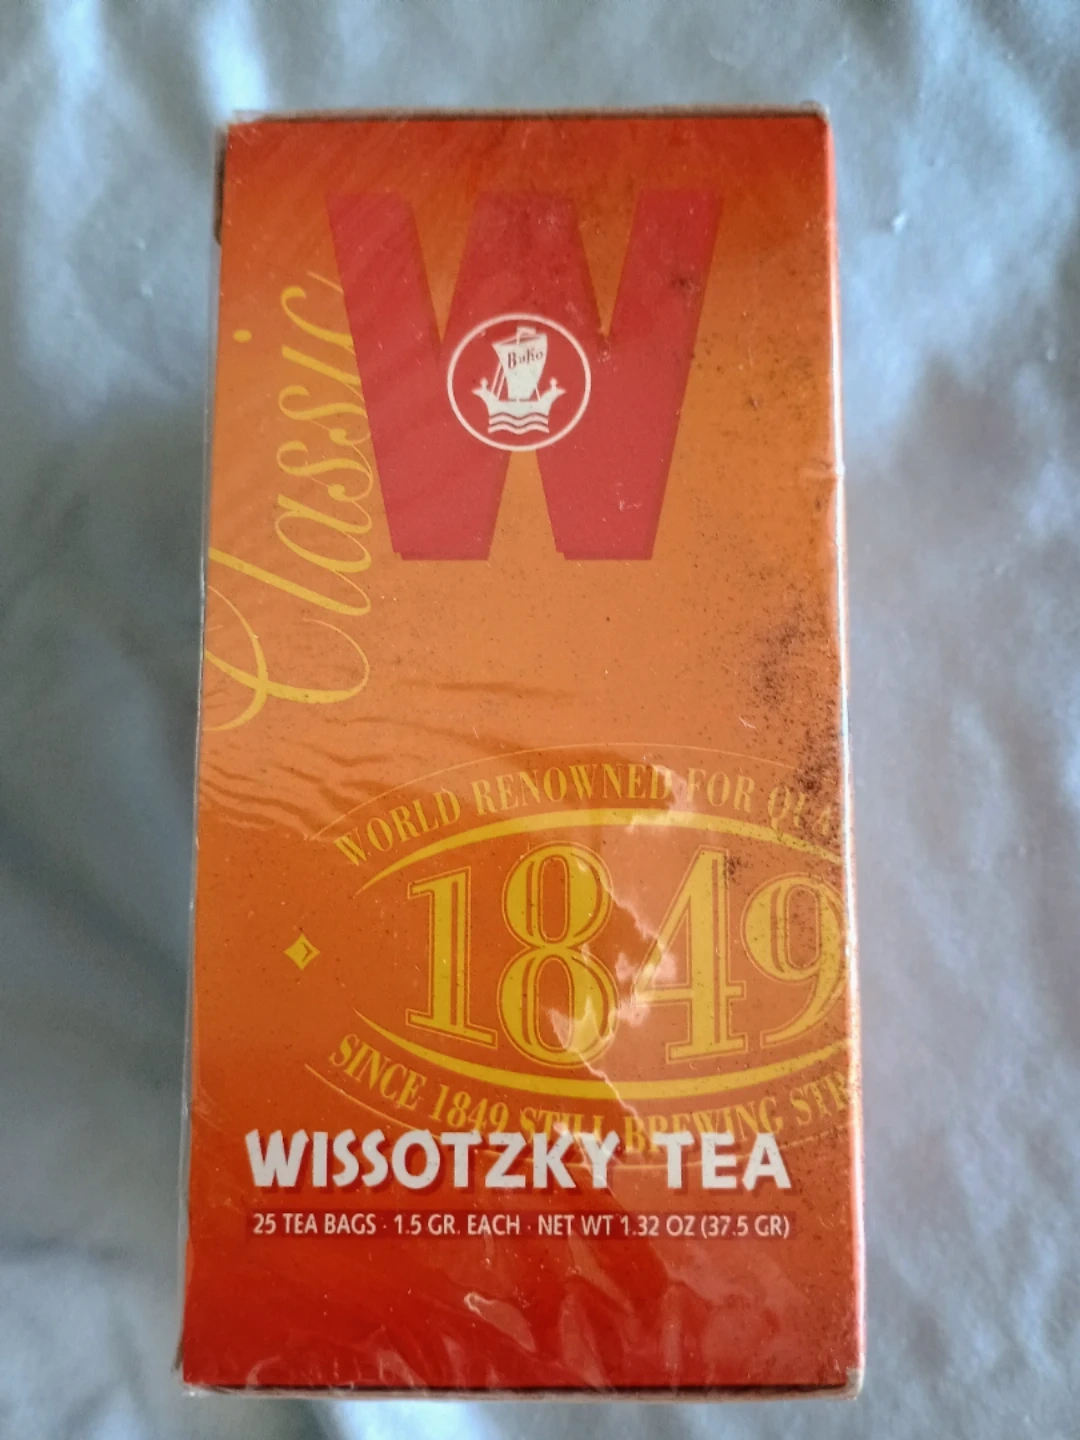 W
ВиКо
Classic
WORLD RENOWNED FOR
1849
SINCE 1849 STILL BREWING
WISSOTZKY TEA
25 TEA BAGS · 1.5 GR. EACH · NET WT 1.32 OZ (37.5 GR)